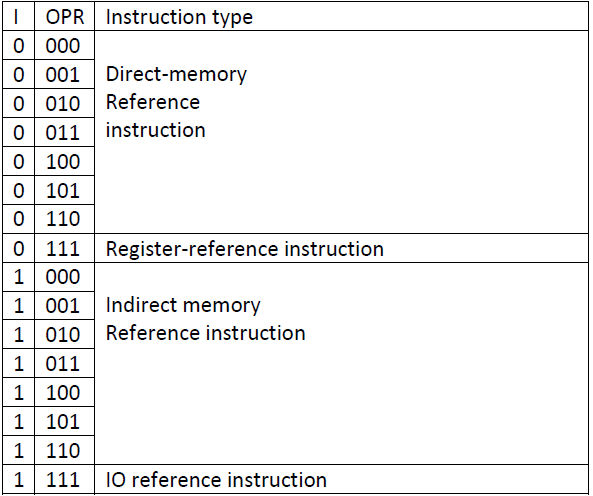 I OPR Instruction type
0 000
0 001 Direct-memory
0 010 Reference
0 011 instruction
0 100
0 101
0 110
0 111 Register-reference instruction
1 000
1 001 Indirect memory
1 010 Reference instruction
1 011
1 100
1 101
1 110
1 111 IO reference instruction